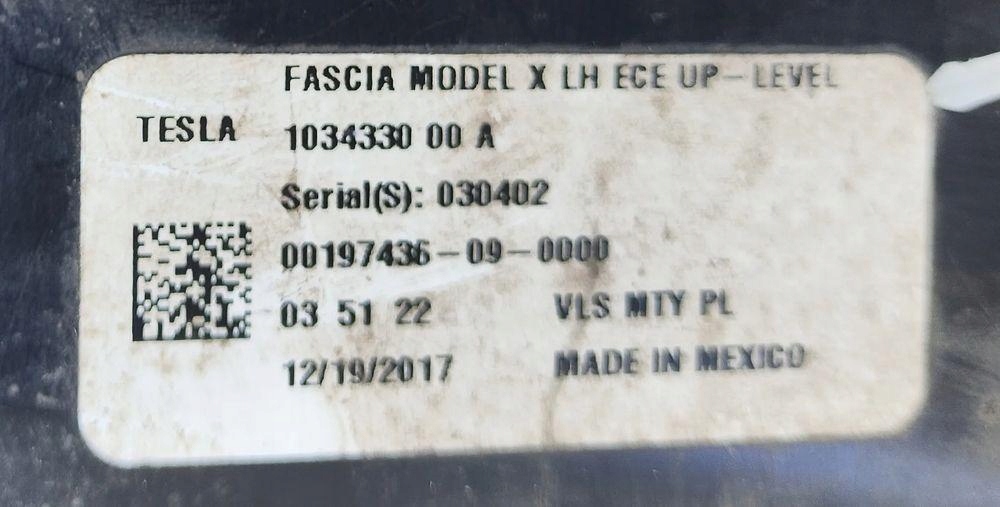 FASCIA MODEL X LH ECE UP-LEVEL
TESLA
1034330 00 A
Serial(S): 030402
00197436-09-0000
03 51 22 VLS MTY PL
12/19/2017 MADE IN MEXICO